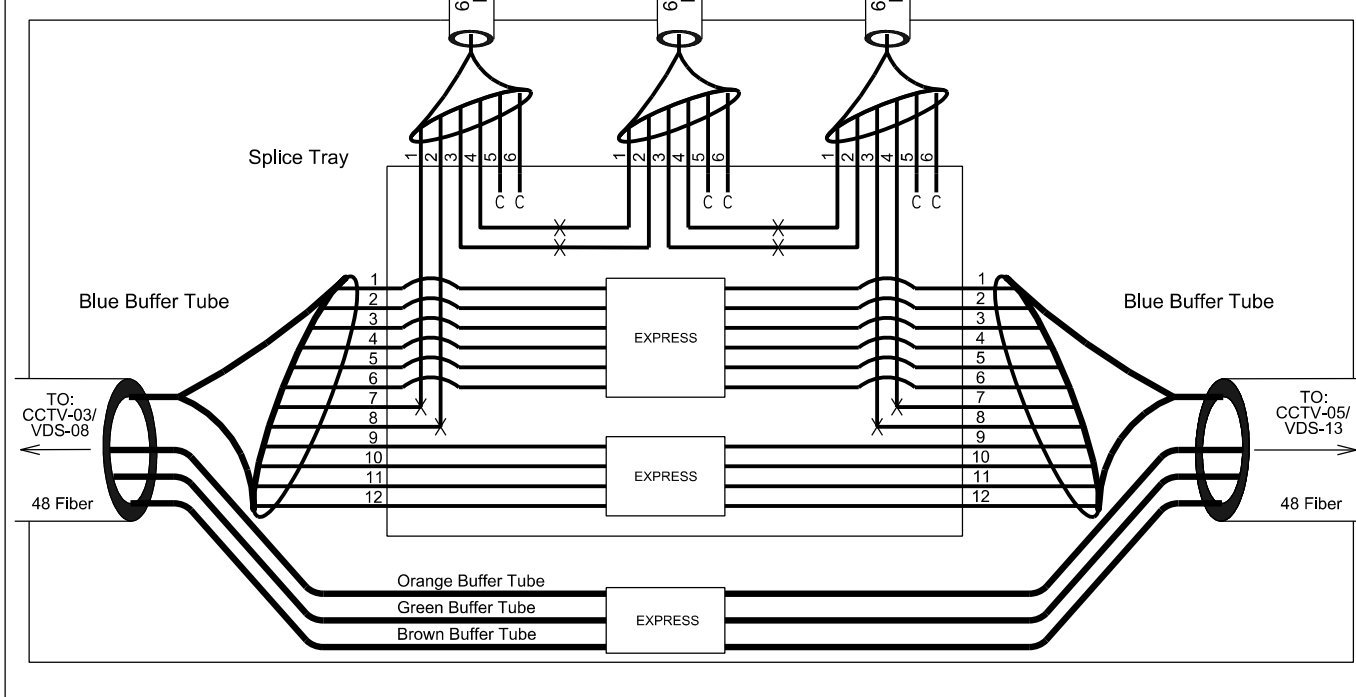 6 6 6
1 2 3 4 5 6 1 2 3 4 5 6 1 2 3 4 5 6
Splice Tray
C C C C C C
X X
X X
Blue Buffer Tube
Blue Buffer Tube
1 1
2 2
3 3
4 EXPRESS 4
5 5
6 6
7 X X 7
8 X X 8
9 9
10 10
11 EXPRESS 11
12 12
TO:
CCTV-03/
VDS-08
48 Fiber
TO:
CCTV-05/
VDS-13
48 Fiber
Orange Buffer Tube
Green Buffer Tube
EXPRESS
Brown Buffer Tube